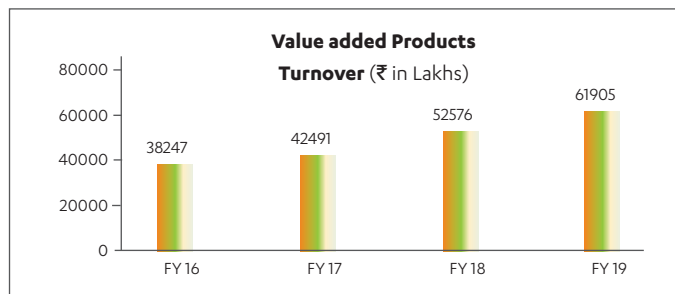 Value added Products
Turnover (₹ in Lakhs)
80000
60000
40000
20000
0
38247
42491
52576
61905
FY 16
FY 17
FY 18
FY 19